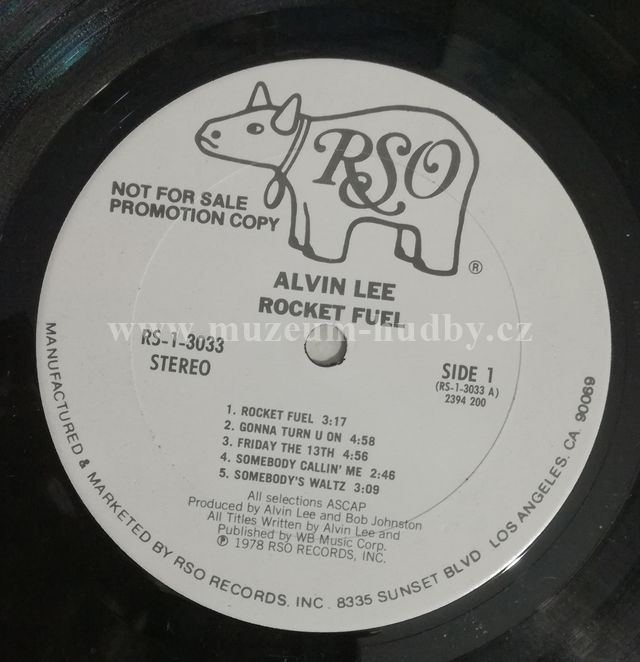 RSO
®
NOT FOR SALE
PROMOTION COPY
ALVIN LEE
ROCKET FUEL
www.muzeum-hudby.cz
RS-1-3033
STEREO
SIDE 1
(RS-1-3033 A)
2394 200
1. ROCKET FUEL 3:17
2. GONNA TURN U ON 4:58
3. FRIDAY THE 13TH 4:56
4. SOMEBODY CALLIN' ME 2:46
5. SOMEBODY'S WALTZ 3:09
All selections ASCAP
Produced by Alvin Lee and Bob Johnston
All Titles Written by Alvin Lee and
Published by WB Music Corp.
℗ 1978 RSO RECORDS, INC.
MANUFACTURED & MARKETED BY RSO RECORDS, INC. 8335 SUNSET BLVD LOS ANGELES, CA 90069